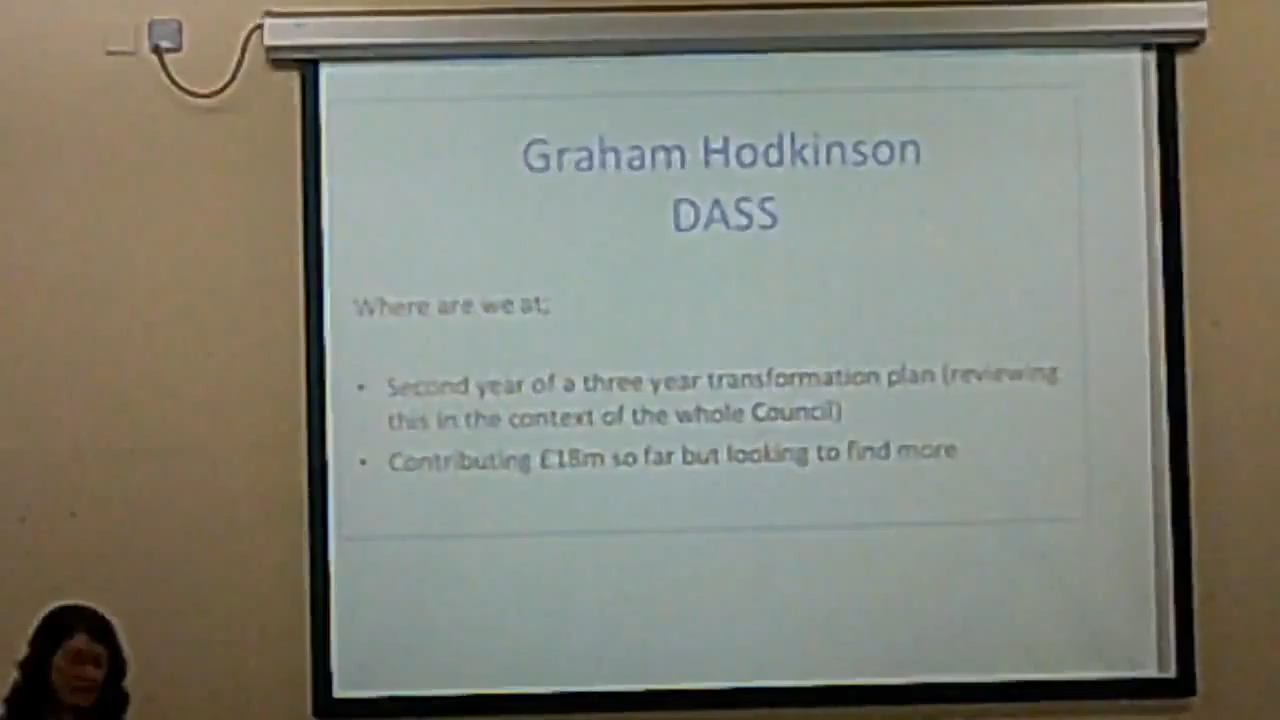 Graham Hodkinson
DASS
Where are we at;
• Second year of a three year transformation plan (reviewing
this in the context of the whole Council)
• Contributing £18m so far but looking to find more